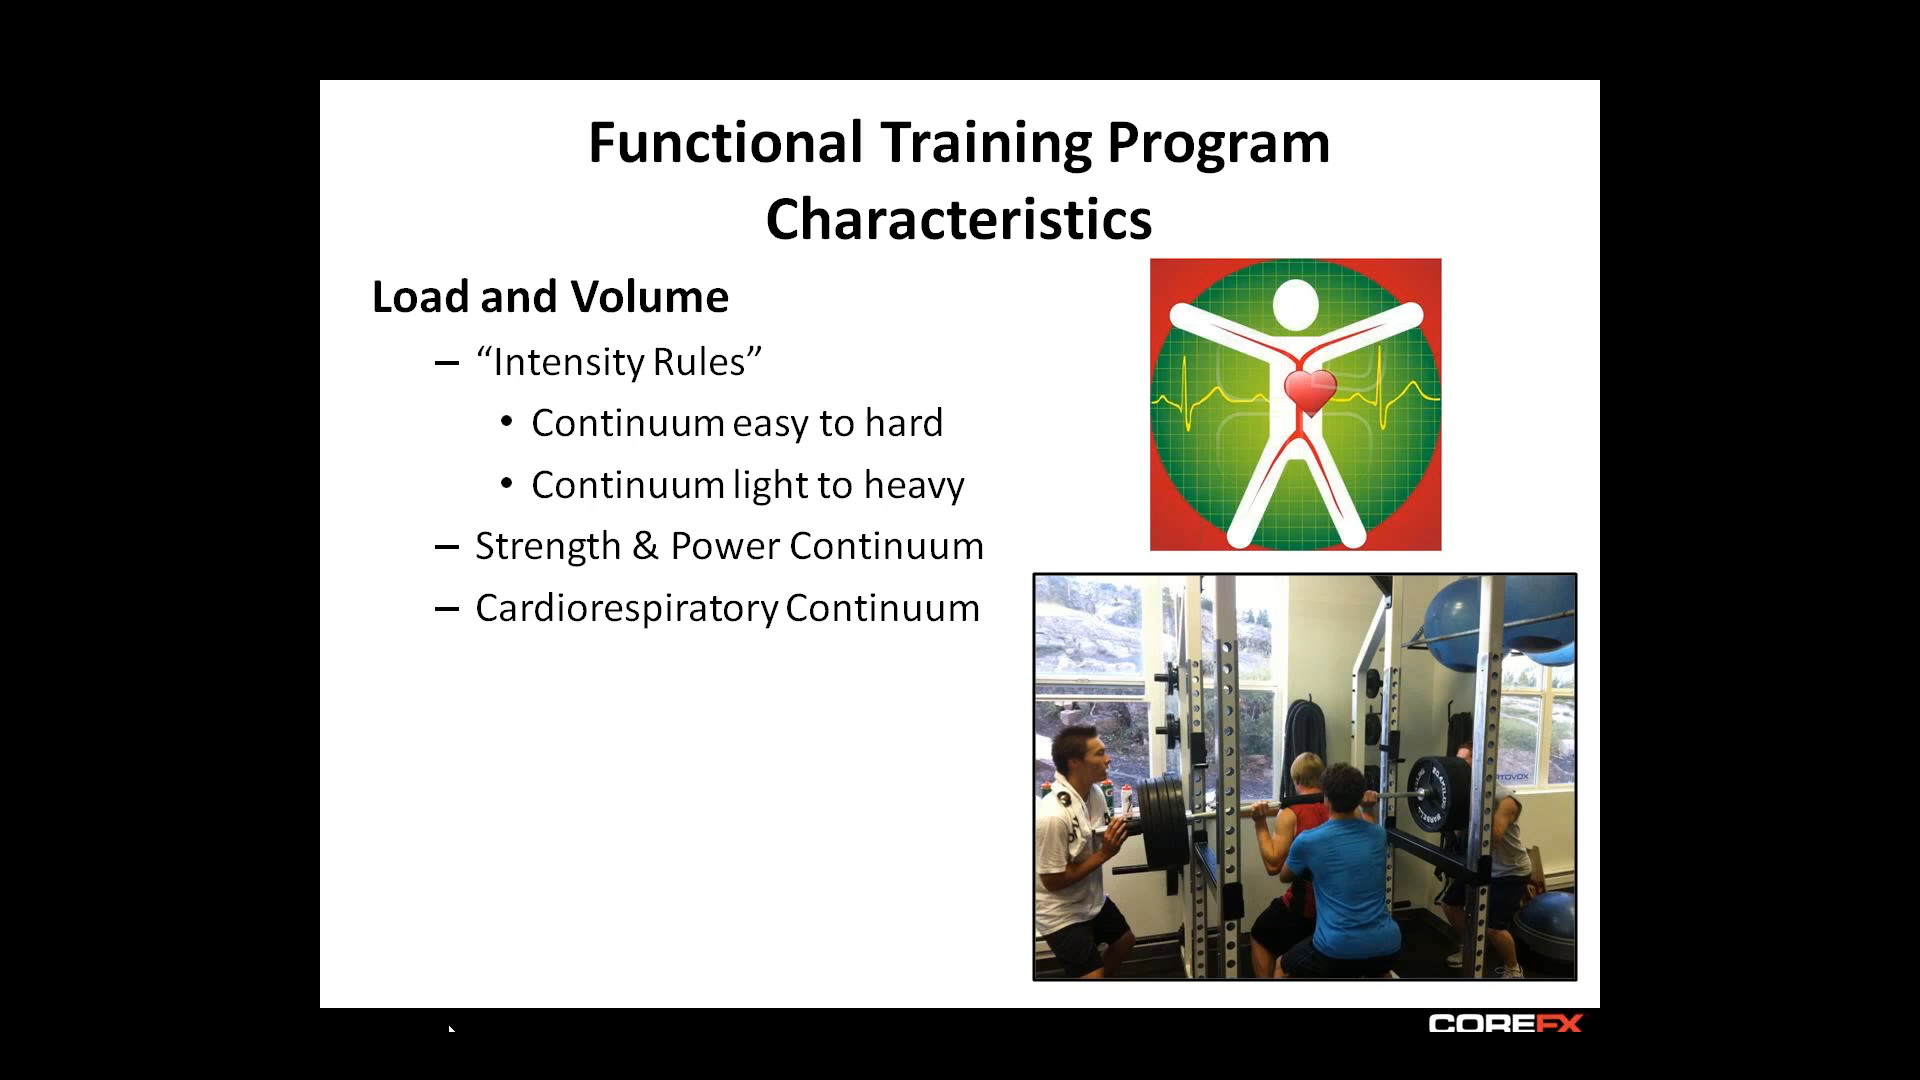 Functional Training Program
Characteristics
Load and Volume
– “Intensity Rules”
• Continuum easy to hard
• Continuum light to heavy
– Strength & Power Continuum
– Cardiorespiratory Continuum
COREFX